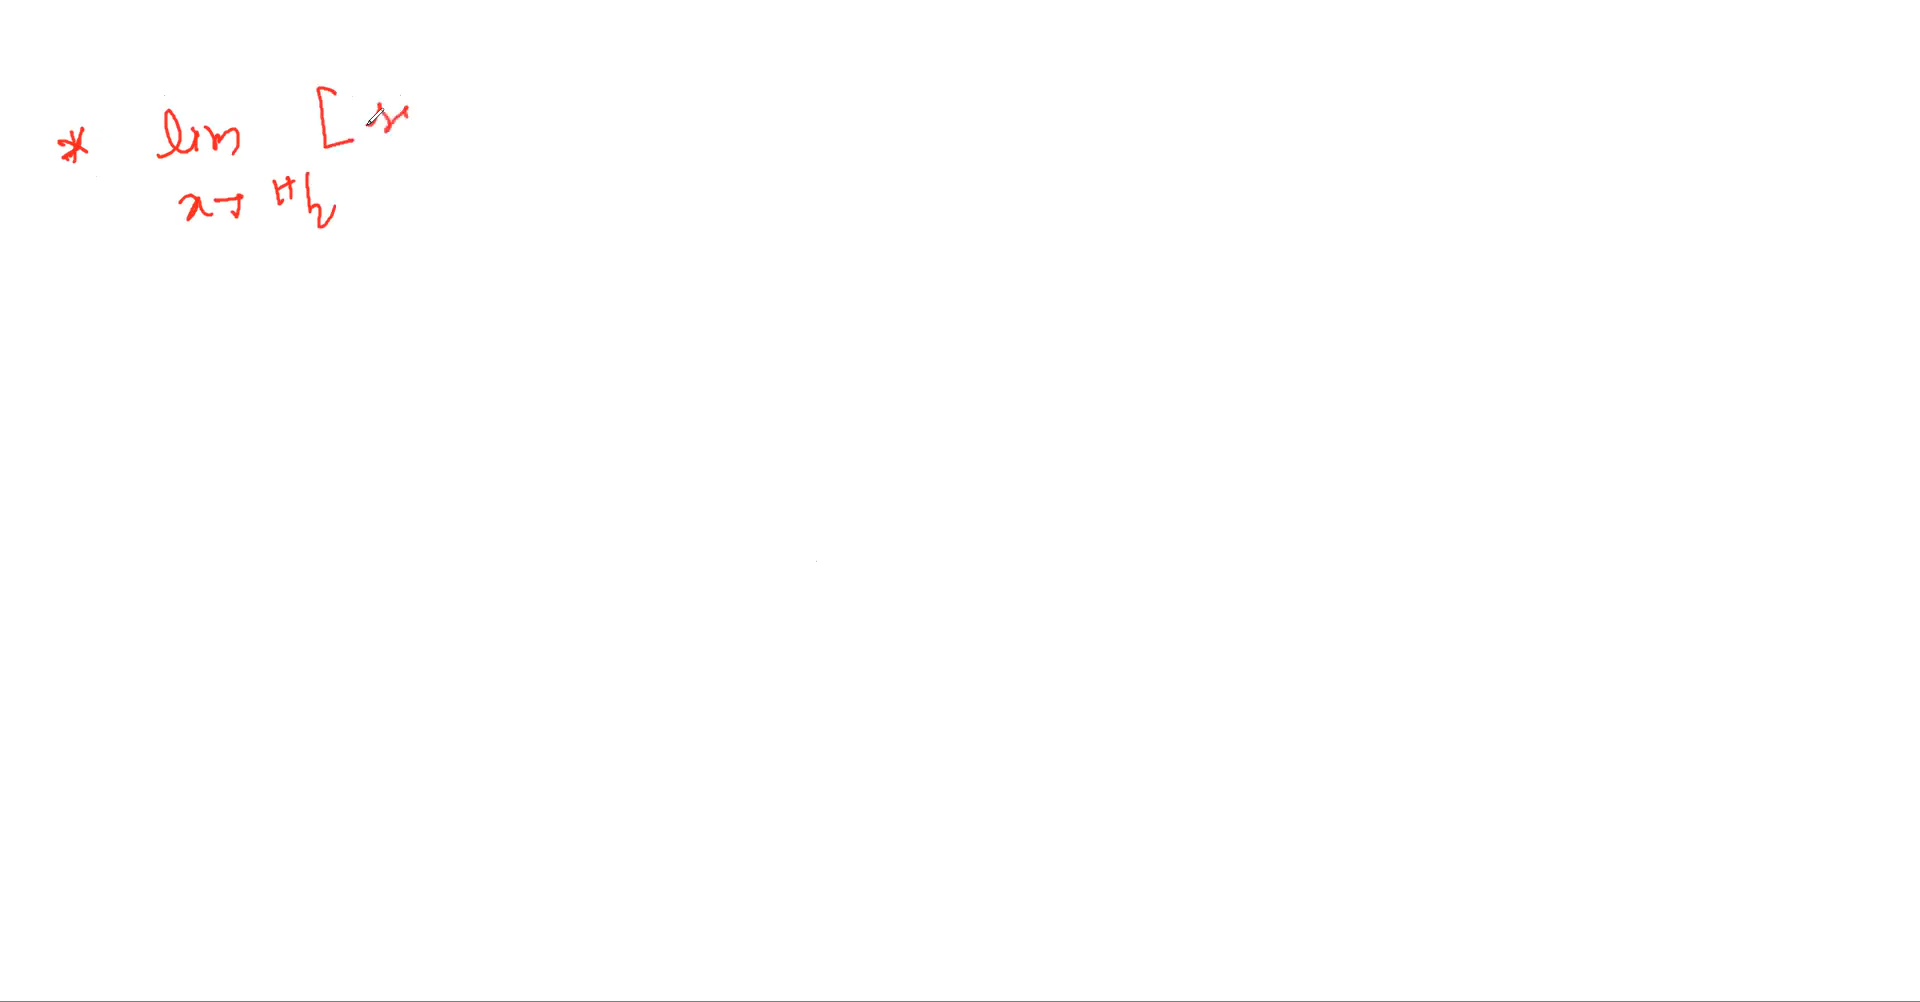 * lim [ x
x→ π/2